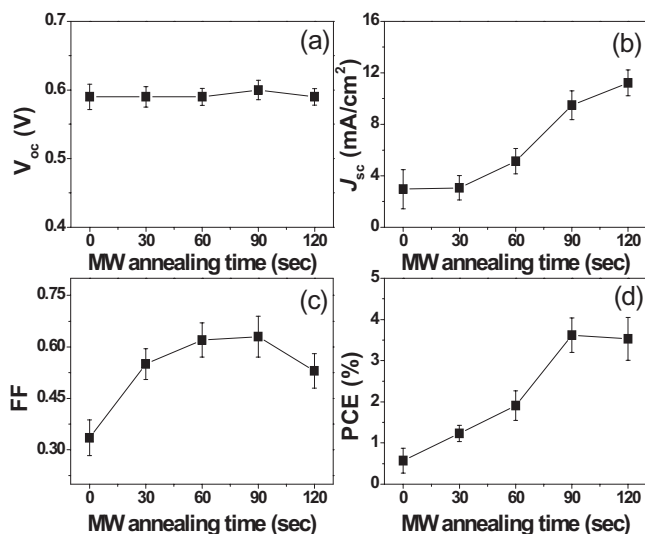 0.7
0.6
0.5
0.4
V_oc (V)
(a)
0 30 60 90 120
MW annealing time (sec)
16
12
8
4
0
J_sc (mA/cm²)
(b)
0 30 60 90 120
MW annealing time (sec)
0.75
0.60
0.45
0.30
FF
(c)
0 30 60 90 120
MW annealing time (sec)
5
4
3
2
1
0
PCE (%)
(d)
0 30 60 90 120
MW annealing time (sec)